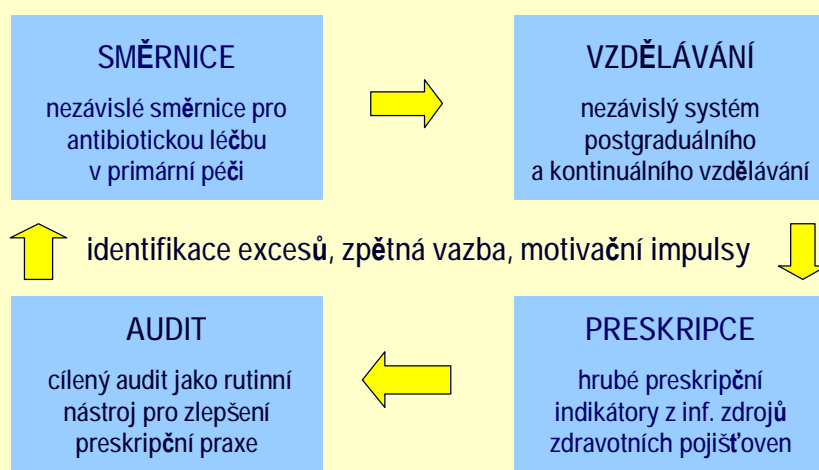 SMĚRNICE
nezávislé směrnice pro
antibiotickou léčbu
v primární péči
VZDĚLÁVÁNÍ
nezávislý systém
postgraduálního
a kontinuálního vzdělávání
identifikace excesů, zpětná vazba, motivační impulsy
AUDIT
cílený audit jako rutinní
nástroj pro zlepšení
preskripční praxe
PRESKRIPCE
hrubé preskripční
indikátory z inf. zdrojů
zdravotních pojišťoven